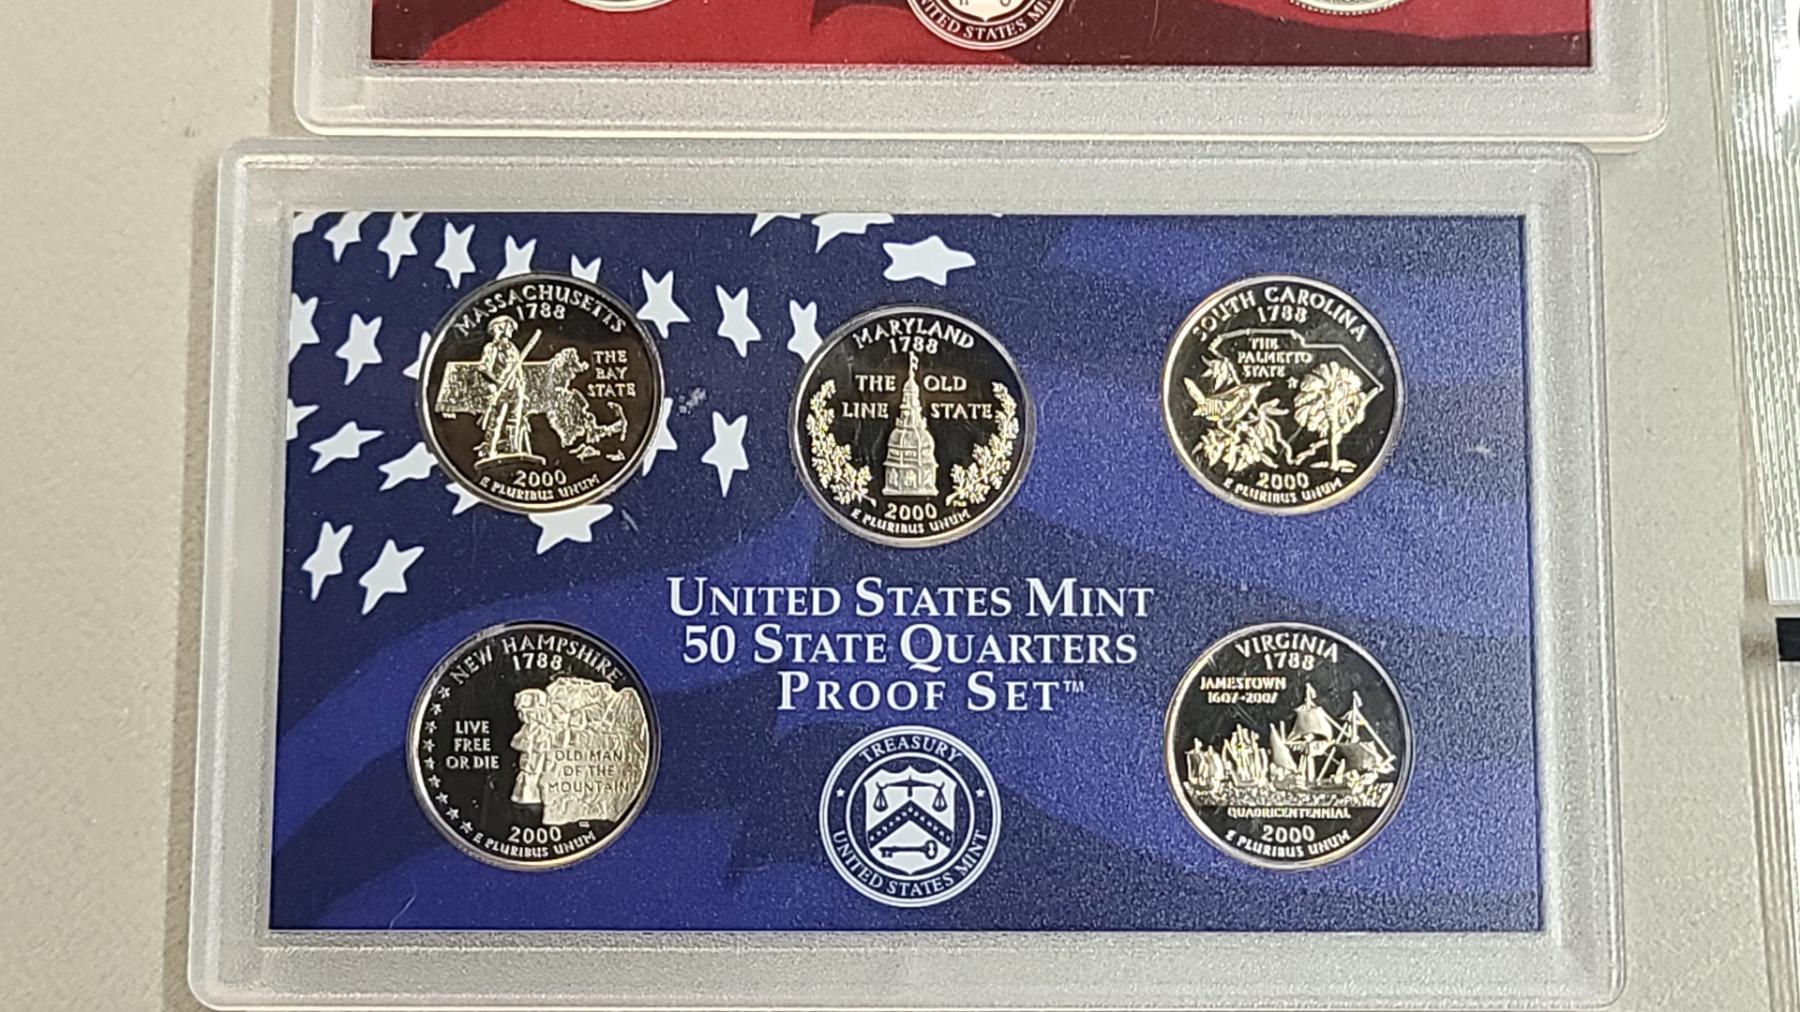 UNITED STATES MIN
MASSACHUSETTS
1788
THE
BAY
STATE
2000
E PLURIBUS UNUM
MARYLAND
1788
THE OLD
LINE STATE
2000
E PLURIBUS UNUM
SOUTH CAROLINA
1788
THE
PALMETTO
STATE
2000
E PLURIBUS UNUM
UNITED STATES MINT
50 STATE QUARTERS
PROOF SET™
NEW HAMPSHIRE
1788
LIVE
FREE
OR DIE
OLD MAN
OF THE
MOUNTAIN
2000
E PLURIBUS UNUM
TREASURY
UNITED STATES MINT
VIRGINIA
1788
JAMESTOWN
1607-2007
QUADRICENTENNIAL
2000
E PLURIBUS UNUM